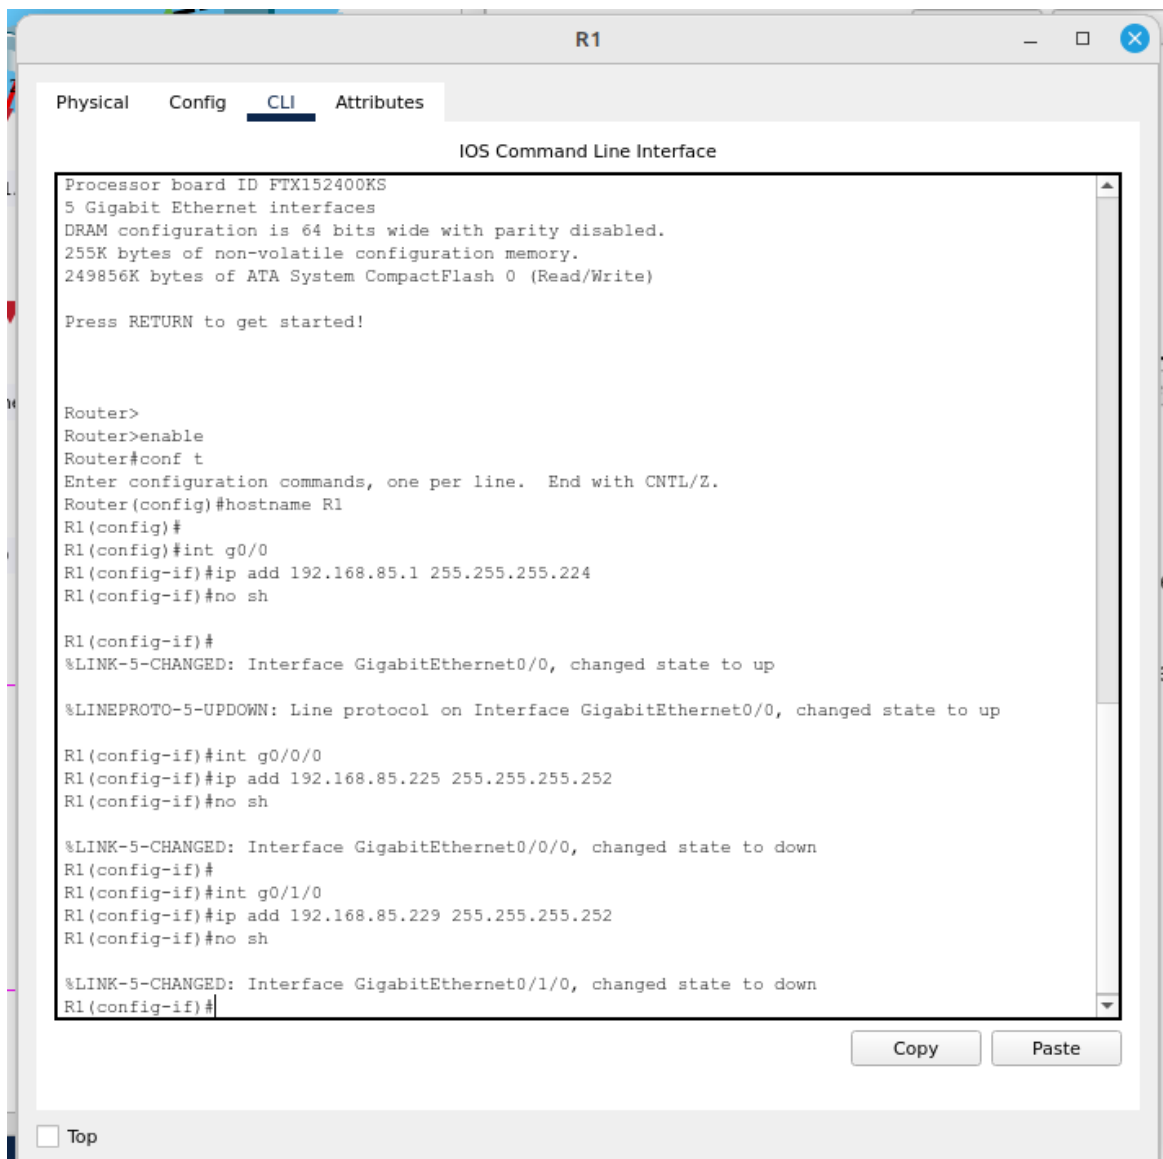 R1
Physical Config CLI Attributes
IOS Command Line Interface
Processor board ID FTX152400KS
5 Gigabit Ethernet interfaces
DRAM configuration is 64 bits wide with parity disabled.
255K bytes of non-volatile configuration memory.
249856K bytes of ATA System CompactFlash 0 (Read/Write)
Press RETURN to get started!
Router>
Router>enable
Router#conf t
Enter configuration commands, one per line.  End with CNTL/Z.
Router(config)#hostname R1
R1(config)#
R1(config)#int g0/0
R1(config-if)#ip add 192.168.85.1 255.255.255.224
R1(config-if)#no sh
R1(config-if)#
%LINK-5-CHANGED: Interface GigabitEthernet0/0, changed state to up
%LINEPROTO-5-UPDOWN: Line protocol on Interface GigabitEthernet0/0, changed state to up
R1(config-if)#int g0/0/0
R1(config-if)#ip add 192.168.85.225 255.255.255.252
R1(config-if)#no sh
%LINK-5-CHANGED: Interface GigabitEthernet0/0/0, changed state to down
R1(config-if)#
R1(config-if)#int g0/1/0
R1(config-if)#ip add 192.168.85.229 255.255.255.252
R1(config-if)#no sh
%LINK-5-CHANGED: Interface GigabitEthernet0/1/0, changed state to down
R1(config-if)#
Copy Paste
Top